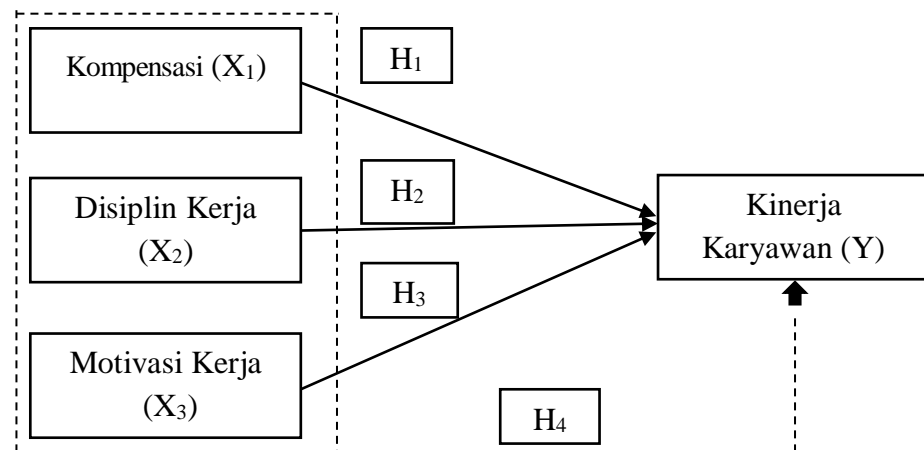 Kompensasi (X₁)
H₁
Disiplin Kerja
(X₂)
H₂
Kinerja
Karyawan (Y)
H₃
Motivasi Kerja
(X₃)
H₄